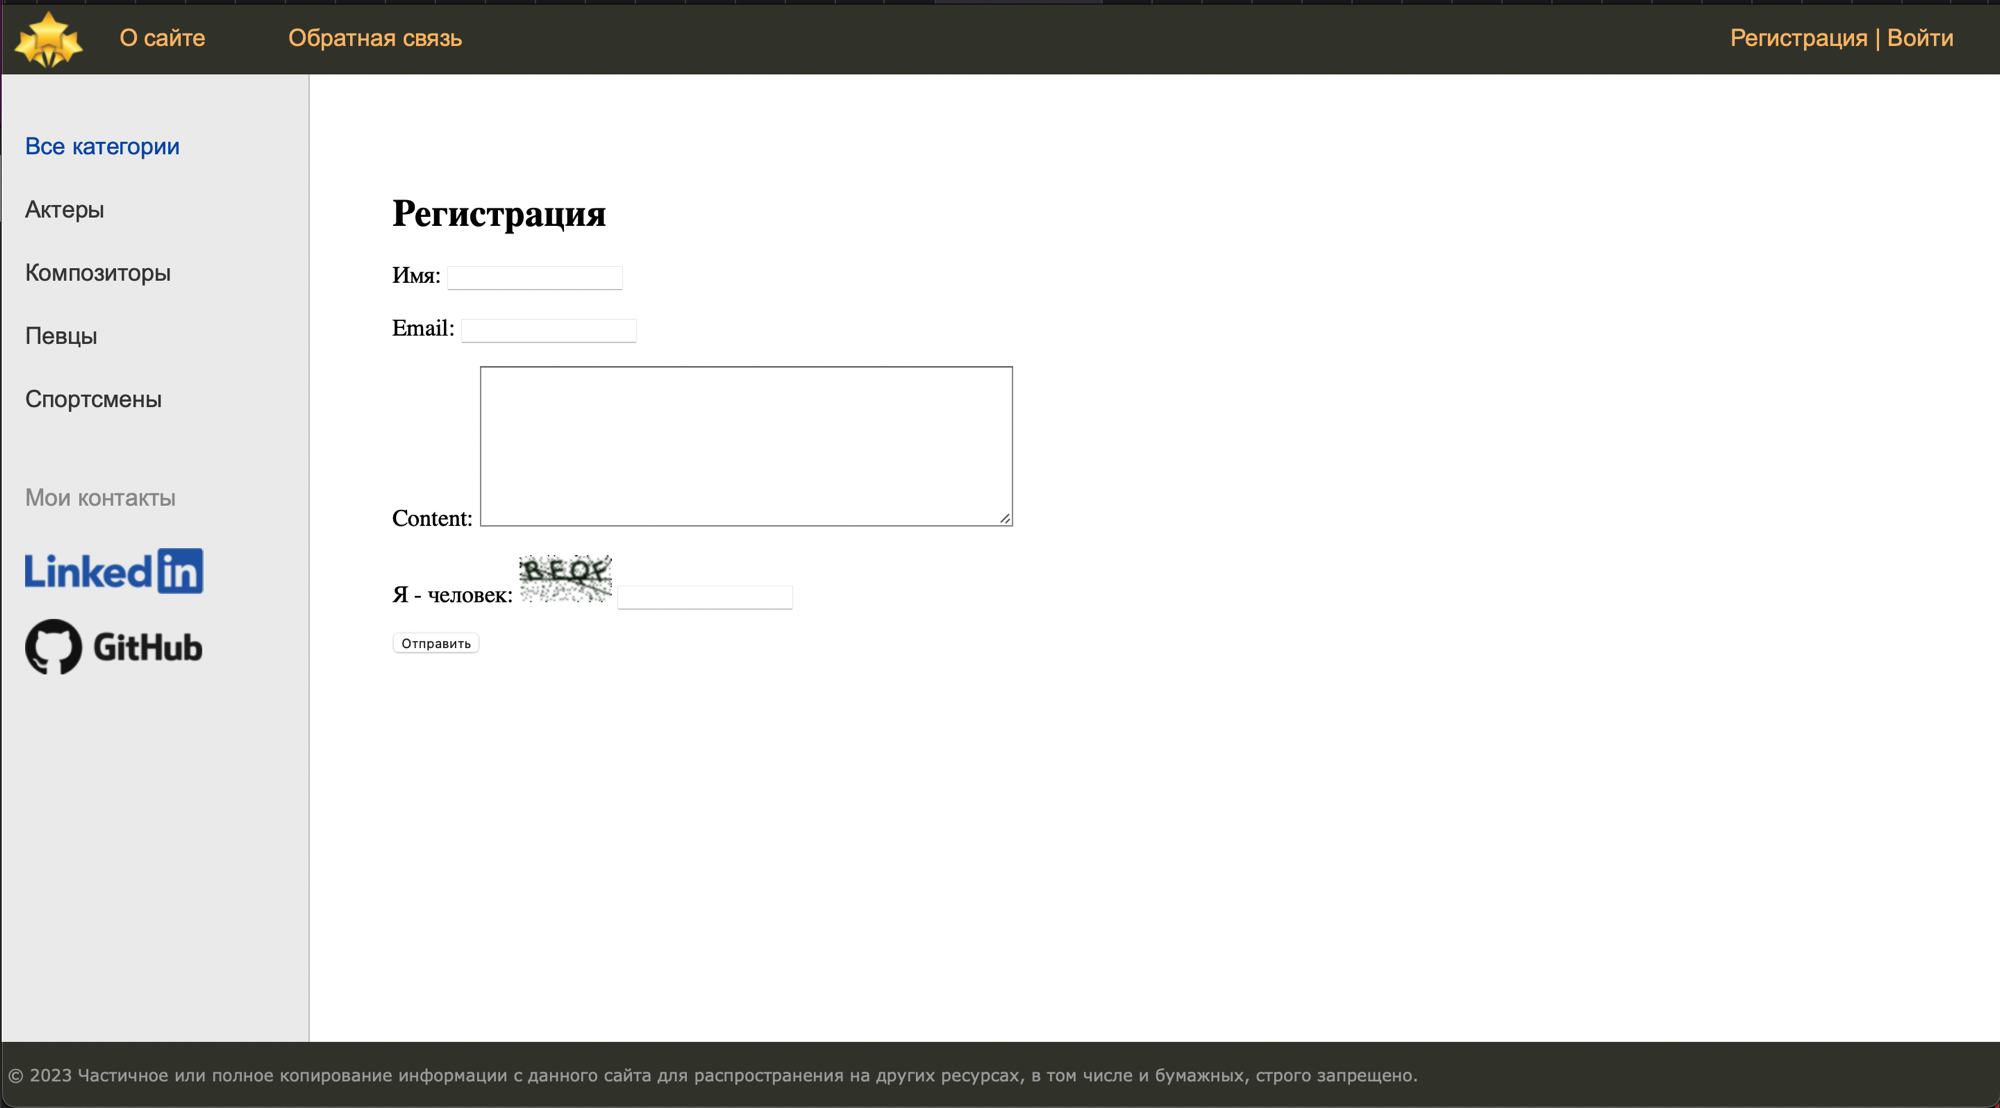 О сайте Обратная связь Регистрация | Войти
Все категории
Актеры
Композиторы
Певцы
Спортсмены
Мои контакты
Linked in
GitHub
Регистрация
Имя:
Email:
Content:
Я - человек: BEQF
Отправить
© 2023 Частичное или полное копирование информации с данного сайта для распространения на других ресурсах, в том числе и бумажных, строго запрещено.